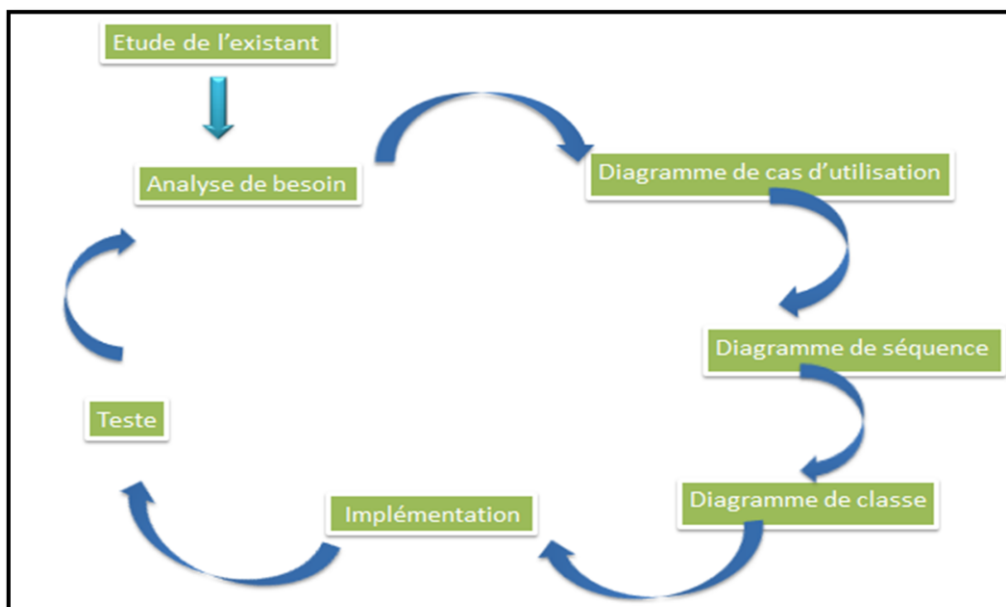 Etude de l'existant
Analyse de besoin
Diagramme de cas d'utilisation
Diagramme de séquence
Diagramme de classe
Implémentation
Teste